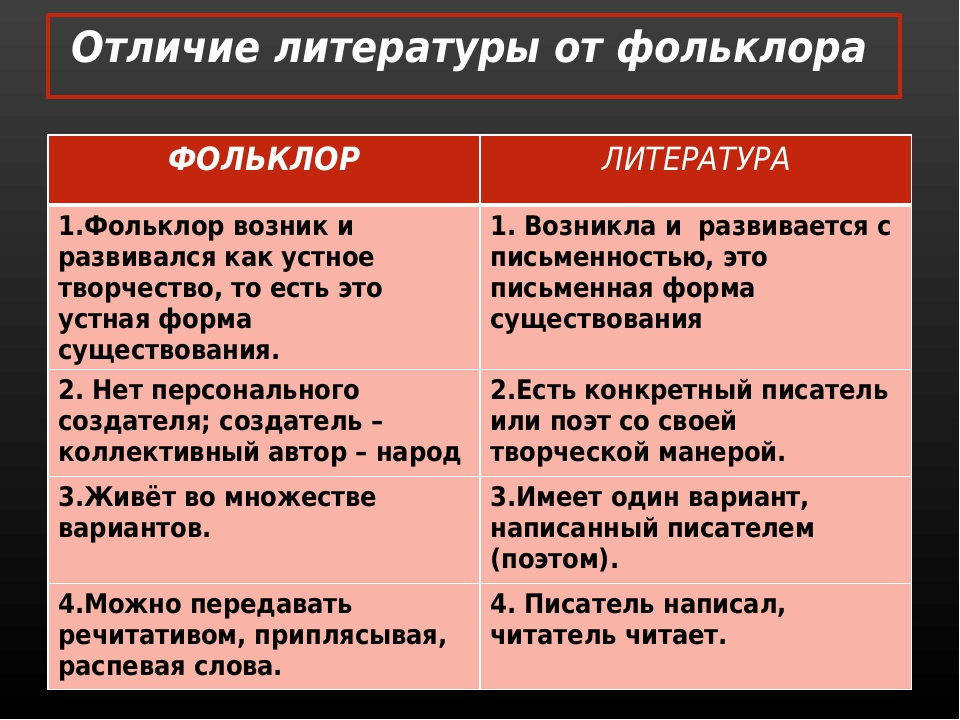 Отличие литературы от фольклора
ФОЛЬКЛОР
ЛИТЕРАТУРА
1.Фольклор возник и
развивался как устное
творчество, то есть это
устная форма
существования.
1. Возникла и развивается с
письменностью, это
письменная форма
существования
2. Нет персонального
создателя; создатель –
коллективный автор – народ
2.Есть конкретный писатель
или поэт со своей
творческой манерой.
3.Живёт во множестве
вариантов.
3.Имеет один вариант,
написанный писателем
(поэтом).
4.Можно передавать
речитативом, приплясывая,
распевая слова.
4. Писатель написал,
читатель читает.